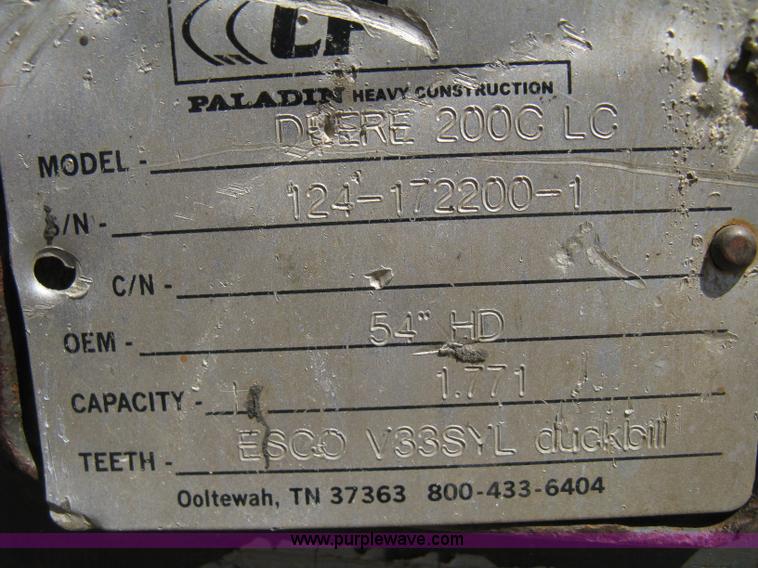 PALADIN HEAVY CONSTRUCTION
MODEL - DEERE 200C LC
S/N - 124-172200-1
C/N -
OEM - 54" HD
CAPACITY - 1.771
TEETH - ESCO V33SYL duckbill
Ooltewah, TN 37363 800-433-6404
www.purplewave.com